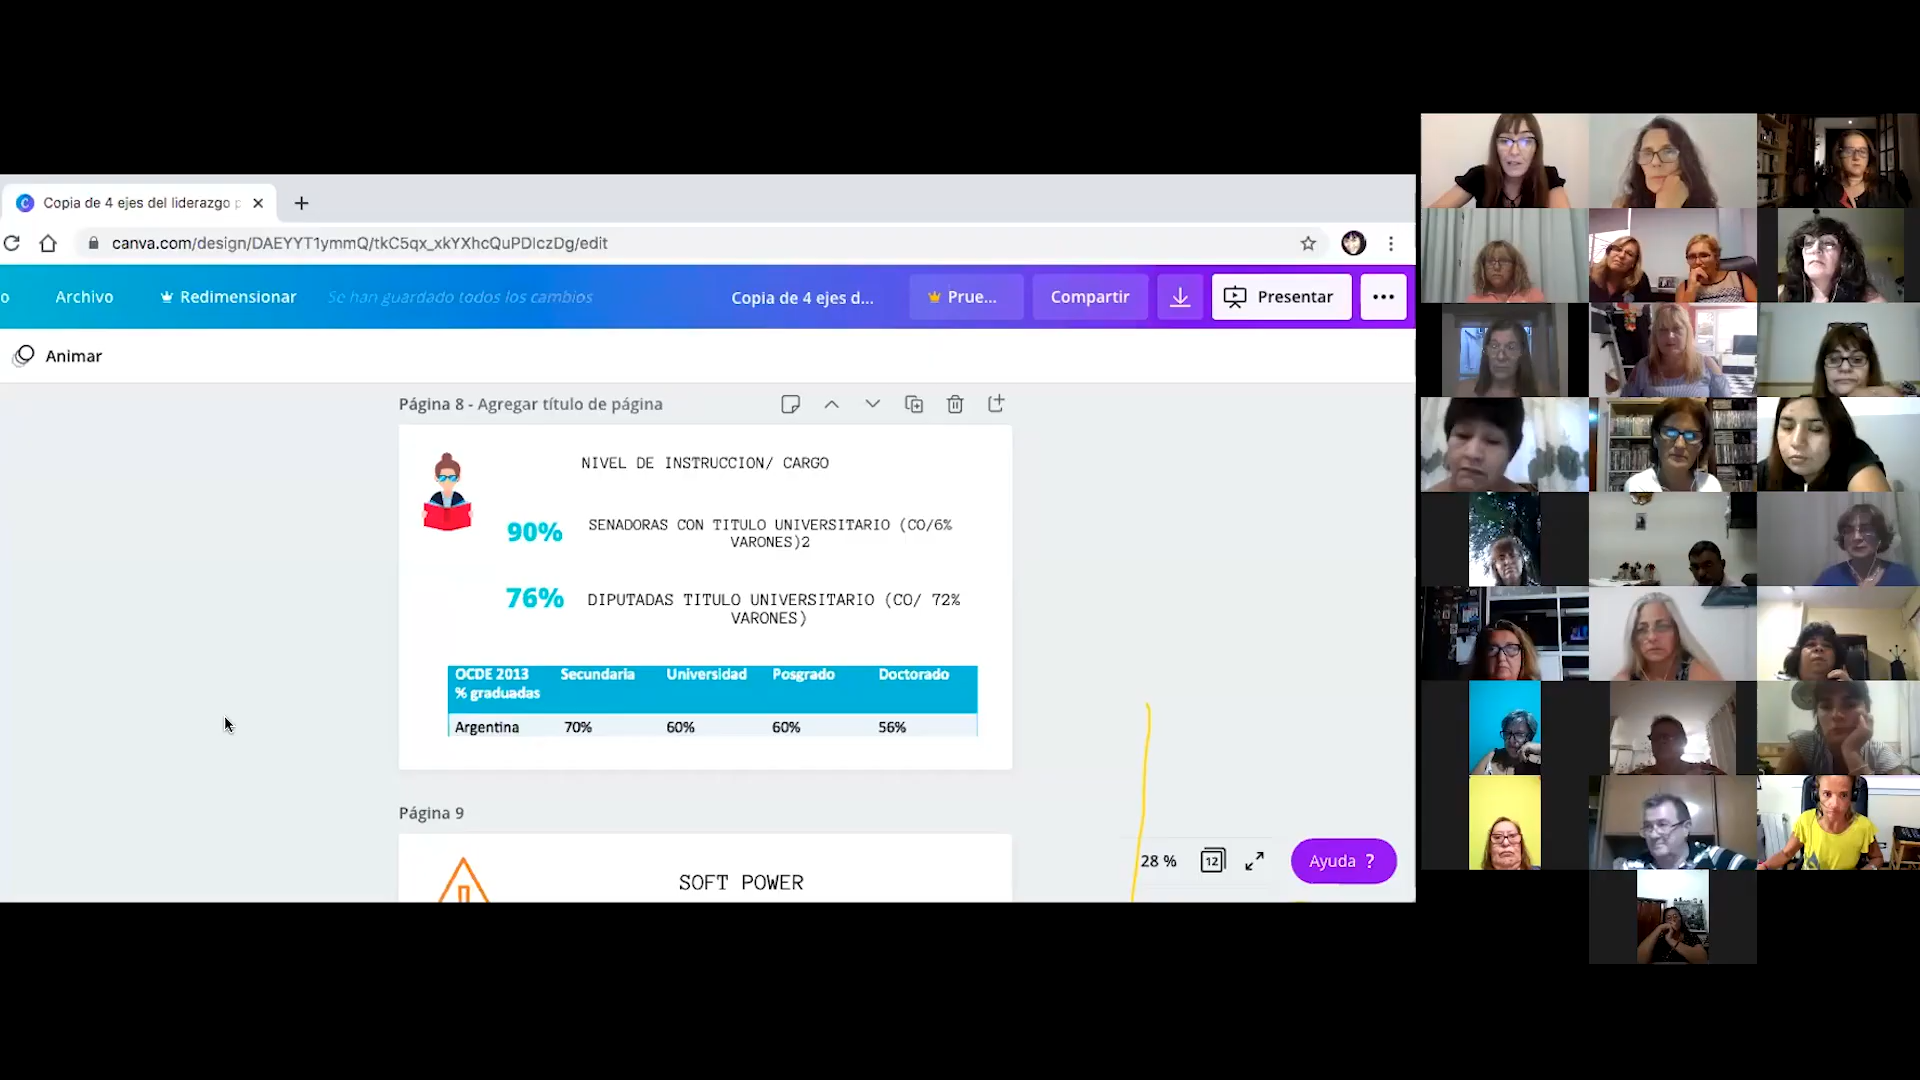 Copia de 4 ejes del liderazgo p
canva.com/design/DAEYYT1ymmQ/tkC5qx_xkYXhcQuPDIczDg/edit
o Archivo Redimensionar Se han guardado todos los cambios Copia de 4 ejes d... Prue... Compartir Presentar
Animar
Página 8 - Agregar título de página
NIVEL DE INSTRUCCION/ CARGO
90% SENADORAS CON TITULO UNIVERSITARIO (CO/6%
VARONES)2
76% DIPUTADAS TITULO UNIVERSITARIO (CO/ 72%
VARONES)
OCDE 2013 Secundaria Universidad Posgrado Doctorado
% graduadas
Argentina 70% 60% 60% 56%
Página 9
SOFT POWER
28 % 12 Ayuda ?